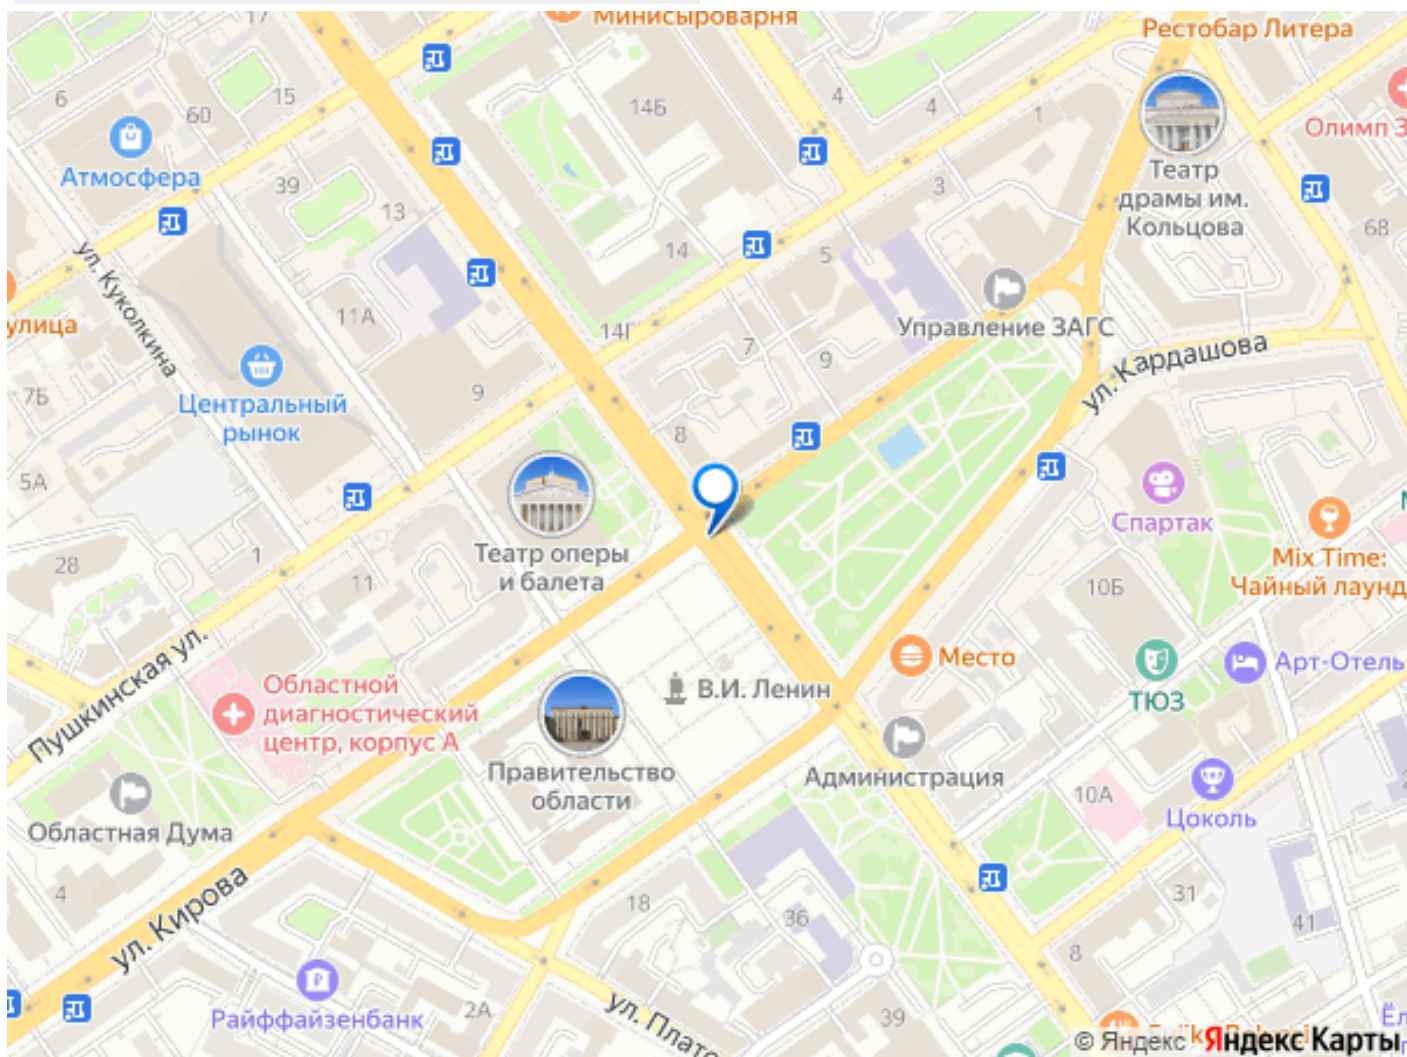 Минисыроварня
17
Рестобар Литера
6
60
15
14Б
4
4
1
Олимп
Атмосфера
39
13
3
Театр
драмы им.
Кольцова
68
ул. Куколкина
14
5
улица
11А
14Г
7
9
Управление ЗАГС
ул. Кардашова
7Б
Центральный
рынок
9
8
5А
Спартак
Театр оперы
и балета
28
1
11
10Б
Mix Time:
Чайный лаунд
Пушкинская ул.
Место
Арт-Отель
ТЮЗ
В.И. Ленин
Областной
диагностический
центр, корпус А
Правительство
области
Администрация
10А
Цоколь
Областная Дума
4
ул. Кирова
18
36
31
41
8
2А
39
Райффайзенбанк
ул. Плато
© Яндекс Яндекс Карты